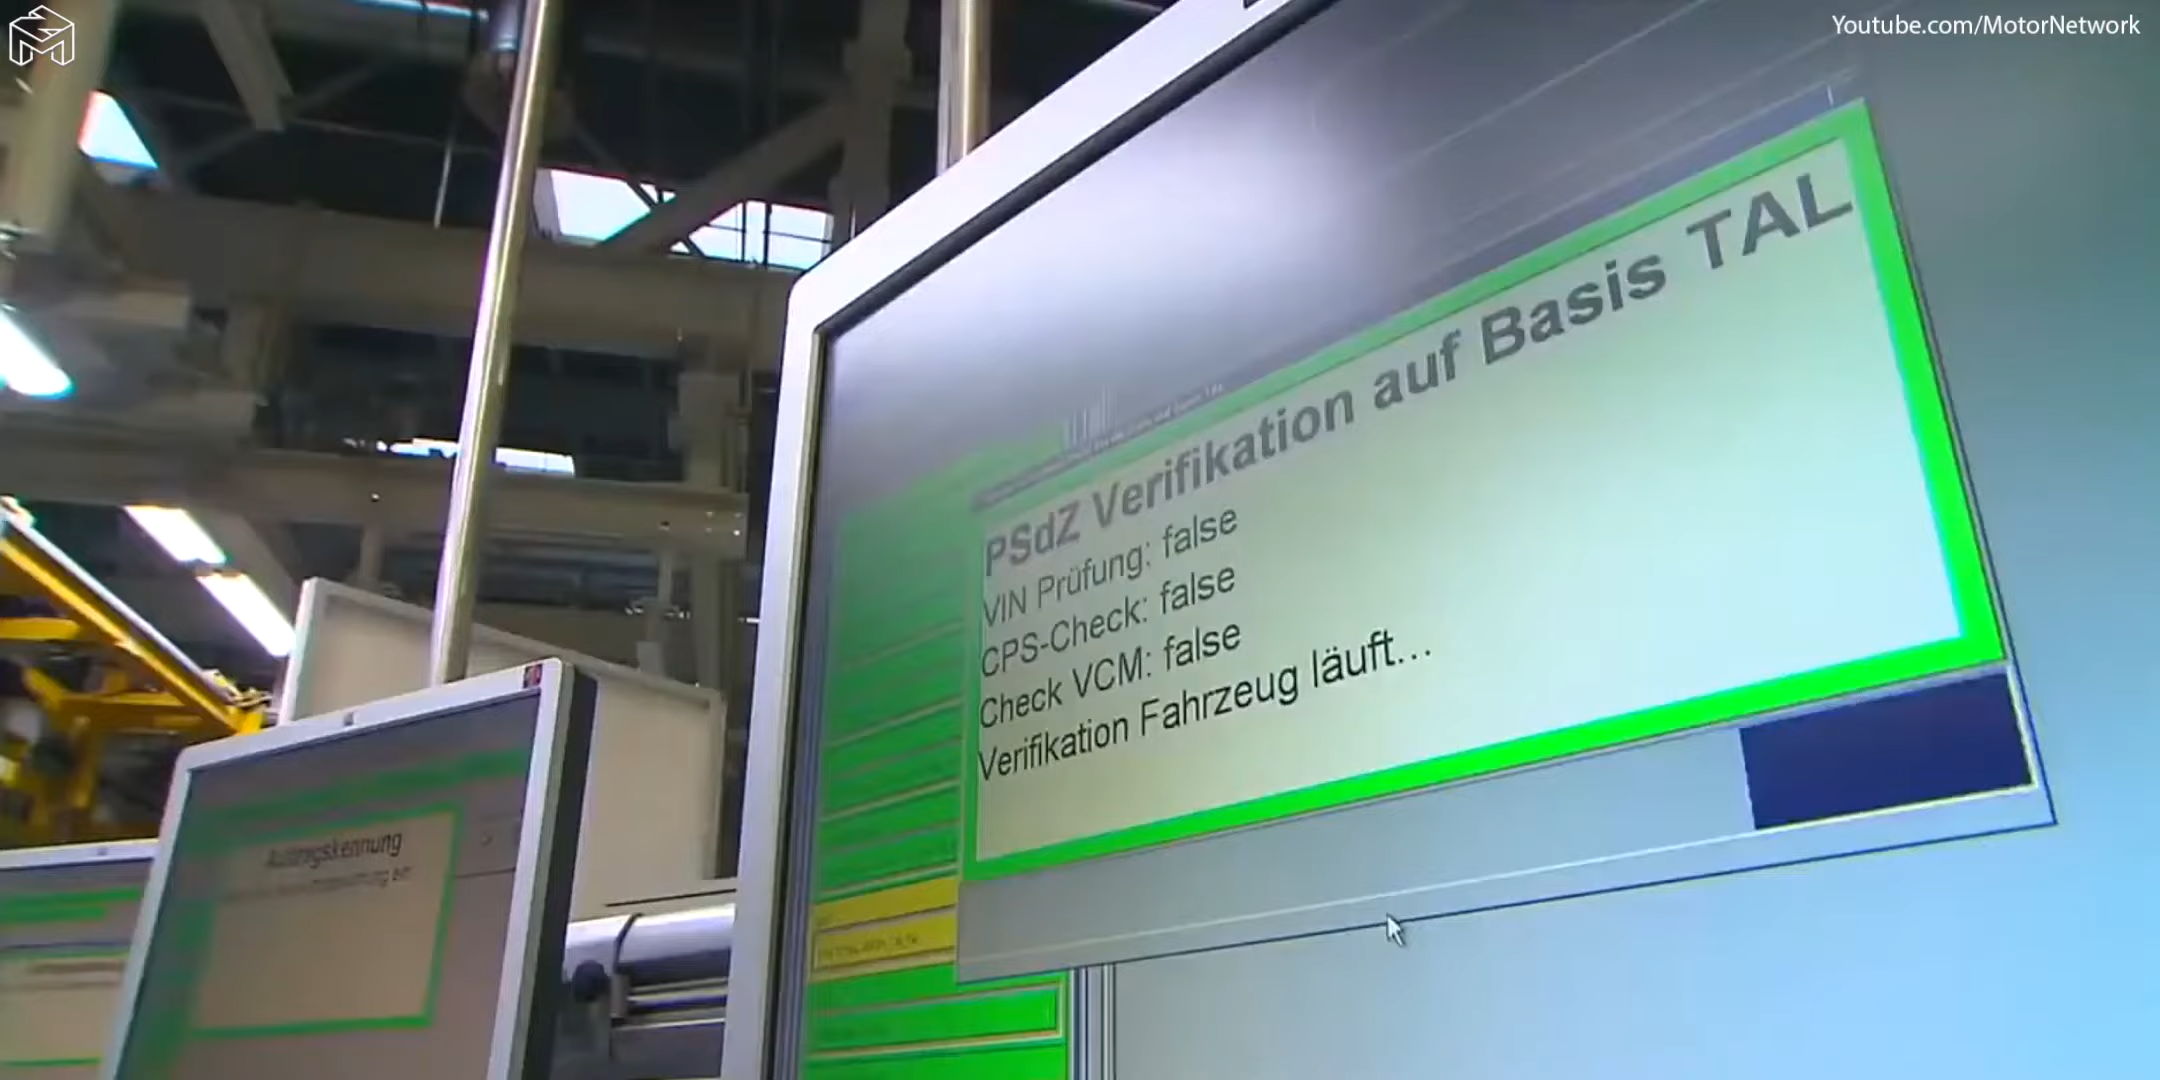 Youtube.com/MotorNetwork
PSdZ Verifikation auf Basis TAL
VIN Prüfung: false
CPS-Check: false
Check VCM: false
Verifikation Fahrzeug läuft...
Auftragskennung